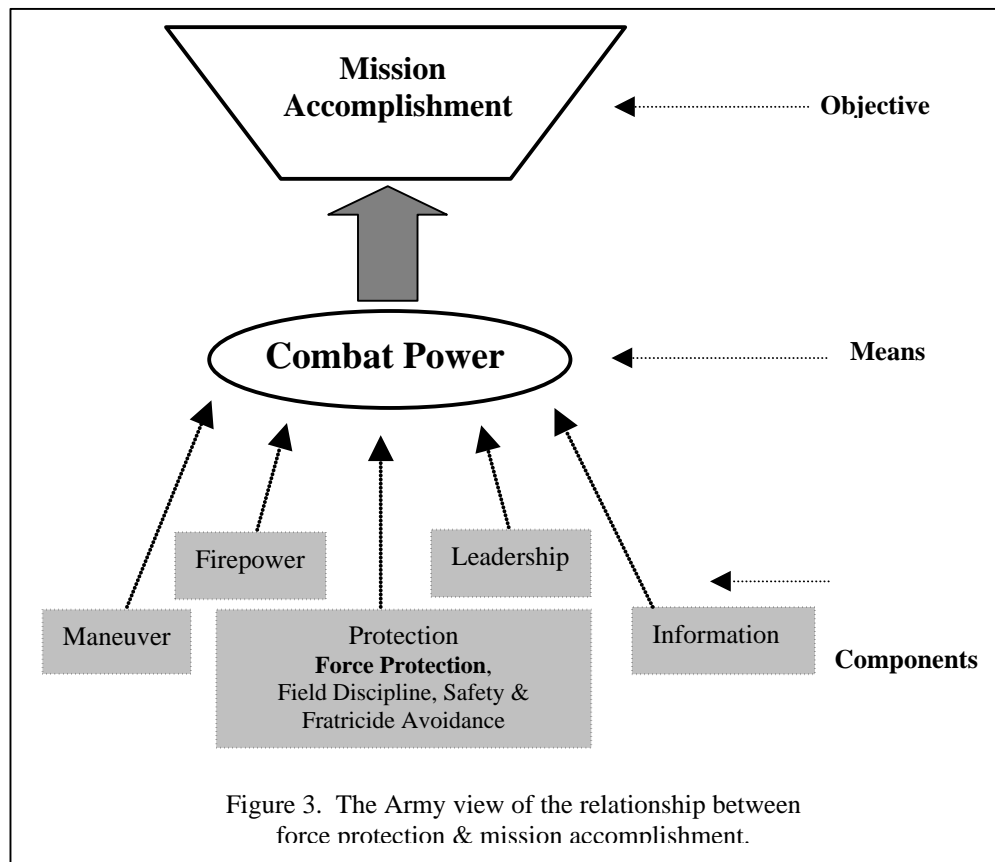 Mission
Accomplishment
Objective
Combat Power
Means
Firepower
Leadership
Maneuver
Protection
Force Protection,
Field Discipline, Safety &
Fratricide Avoidance
Information
Components
Figure 3. The Army view of the relationship between
force protection & mission accomplishment.